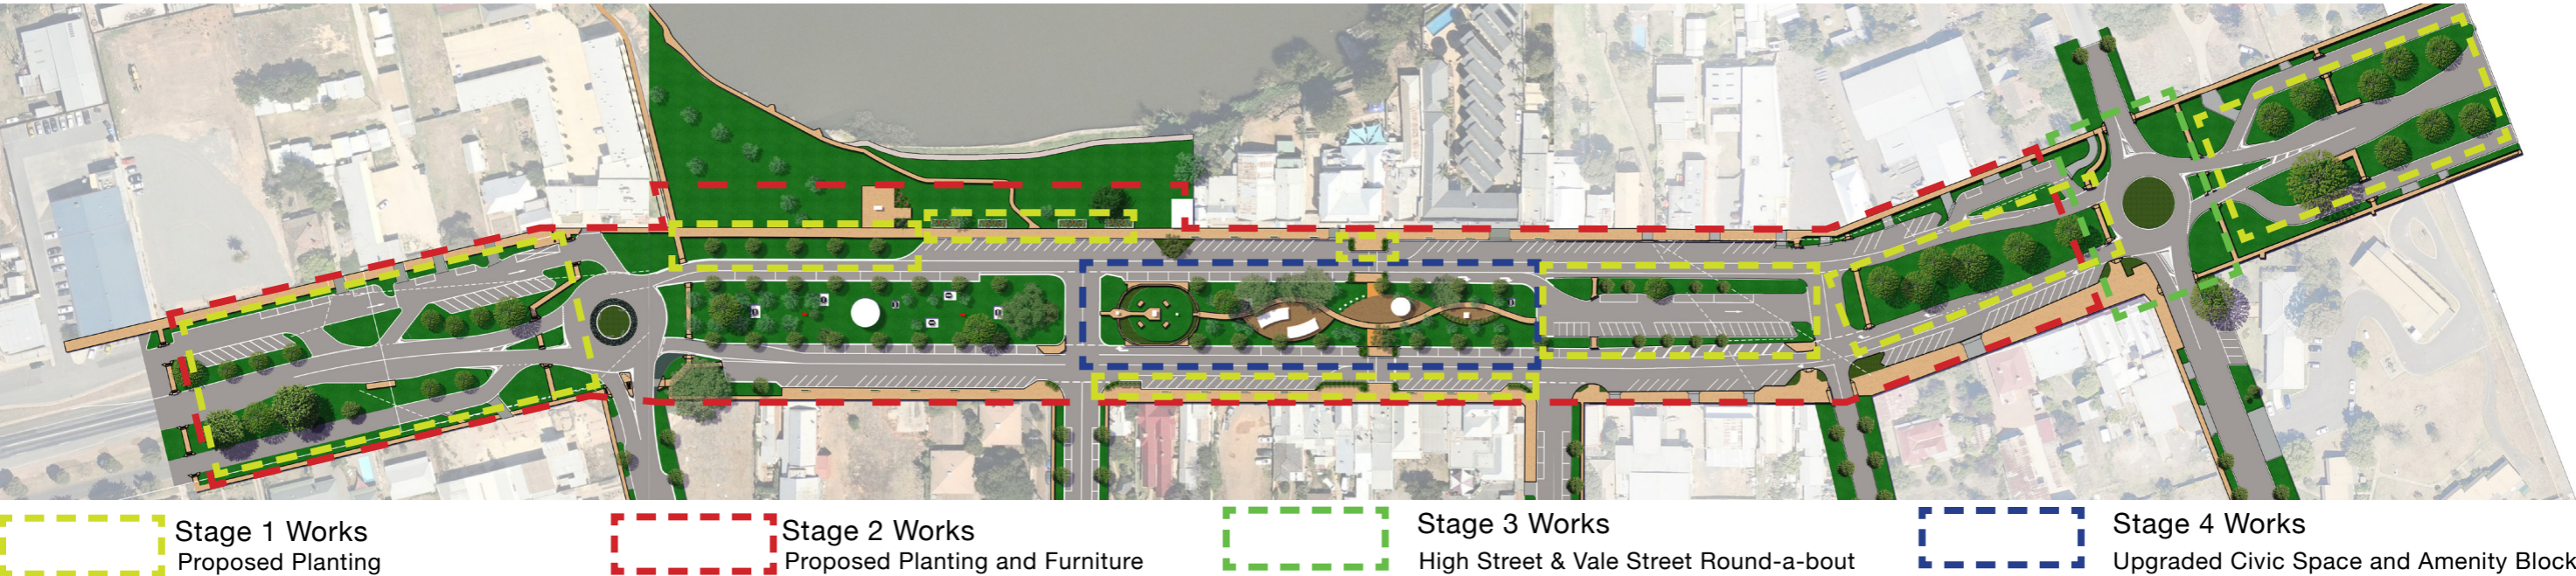 Stage 1 Works
Proposed Planting
Stage 2 Works
Proposed Planting and Furniture
Stage 3 Works
High Street & Vale Street Round-a-bout
Stage 4 Works
Upgraded Civic Space and Amenity Block